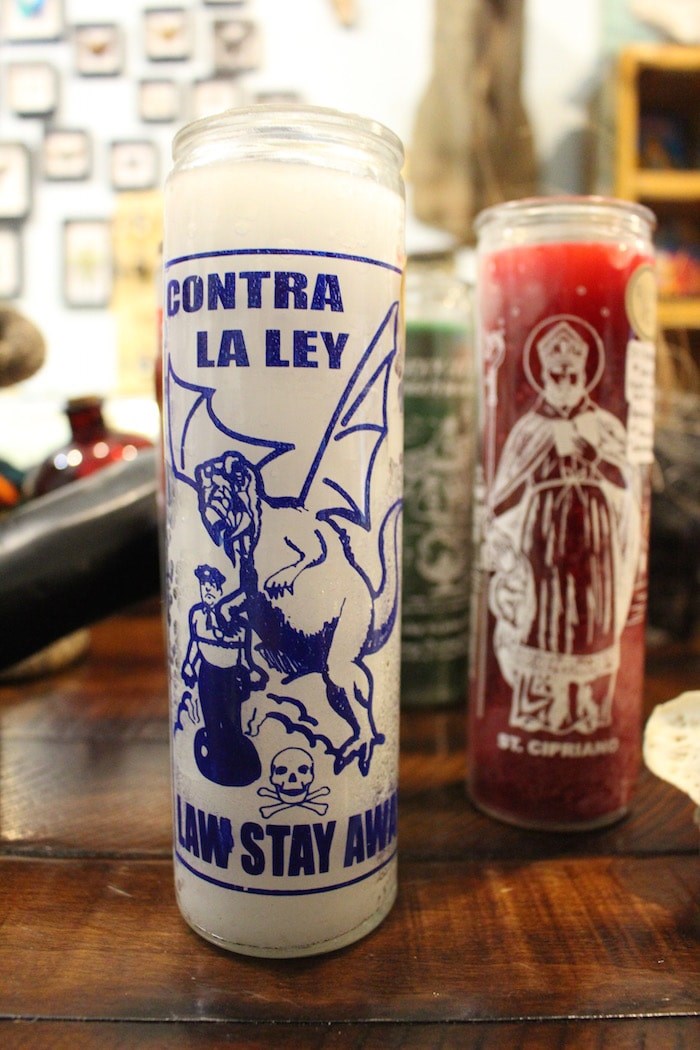 CONTRA
LA LEY
LAW STAY AWA
ST. CIPRIANO